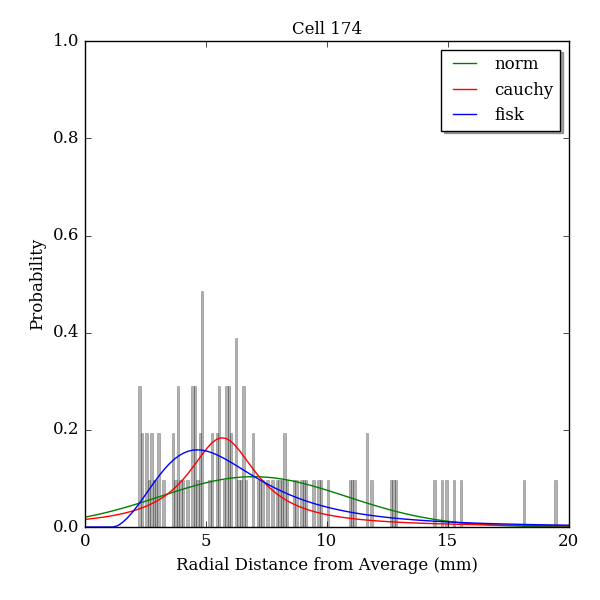 Cell 174
1.0
0.8
0.6
0.4
0.2
0.0
Probability
norm
cauchy
fisk
0 5 10 15 20
Radial Distance from Average (mm)